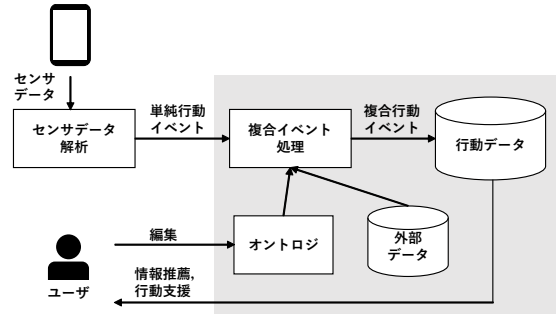 センサ
データ
センサデータ
解析
単純行動
イベント
複合イベント
処理
複合行動
イベント
行動データ
編集
オントロジ
外部
データ
ユーザ
情報推薦,
行動支援